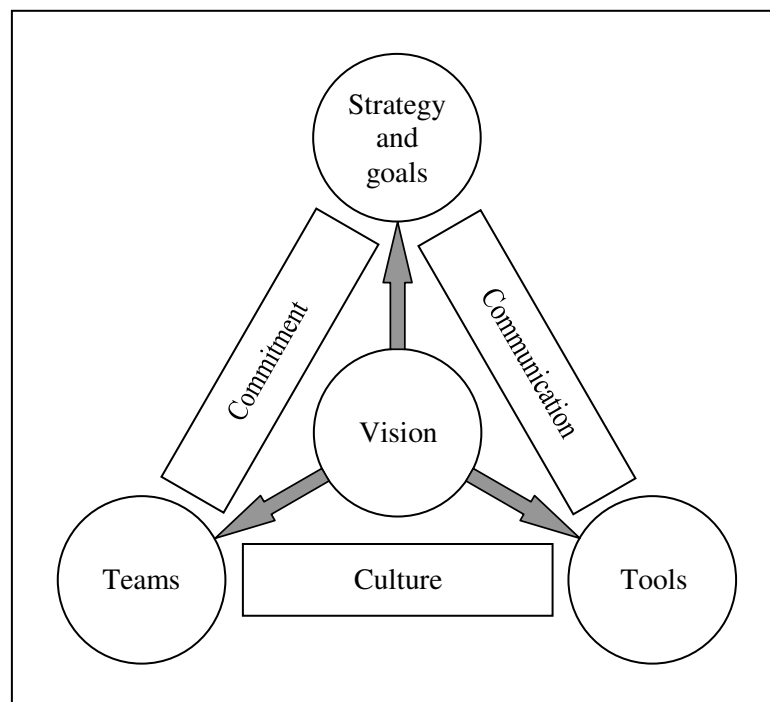 Strategy
and
goals
Commitment
Communication
Vision
Teams
Culture
Tools